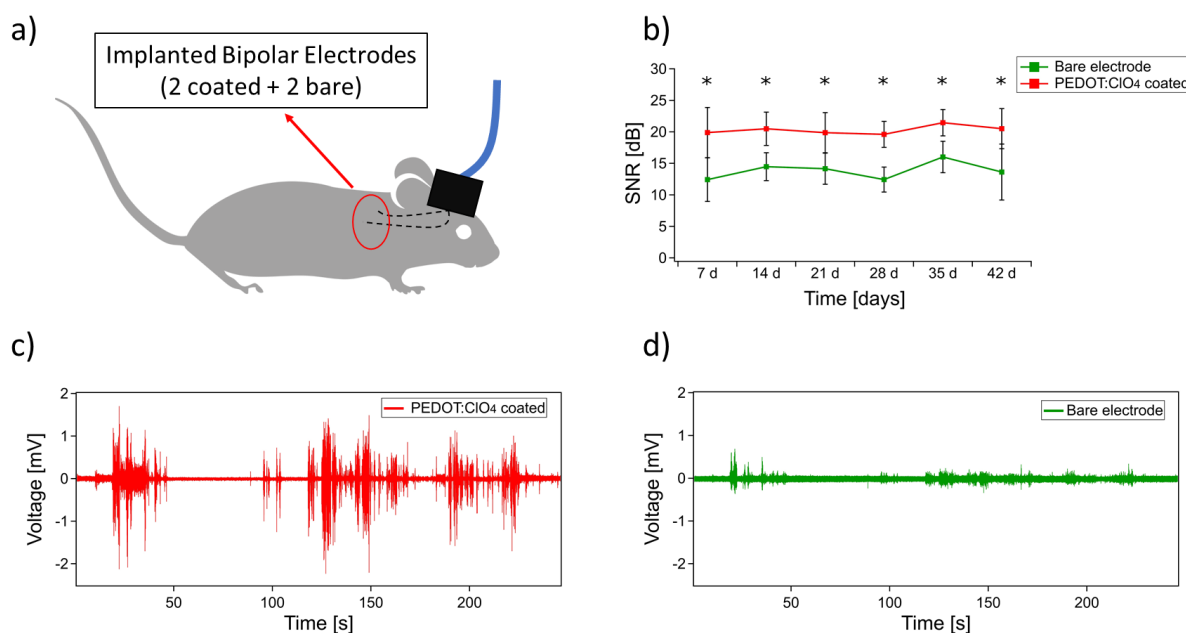 a)
Implanted Bipolar Electrodes
(2 coated + 2 bare)
b)
Bare electrode
PEDOT:ClO4 coated
30
25
20
15
10
5
0
SNR [dB]
* * * * * *
7 d 14 d 21 d 28 d 35 d 42 d
Time [days]
c)
PEDOT:ClO4 coated
2
1
0
-1
-2
Voltage [mV]
50 100 150 200
Time [s]
d)
Bare electrode
2
1
0
-1
-2
Voltage [mV]
50 100 150 200
Time [s]